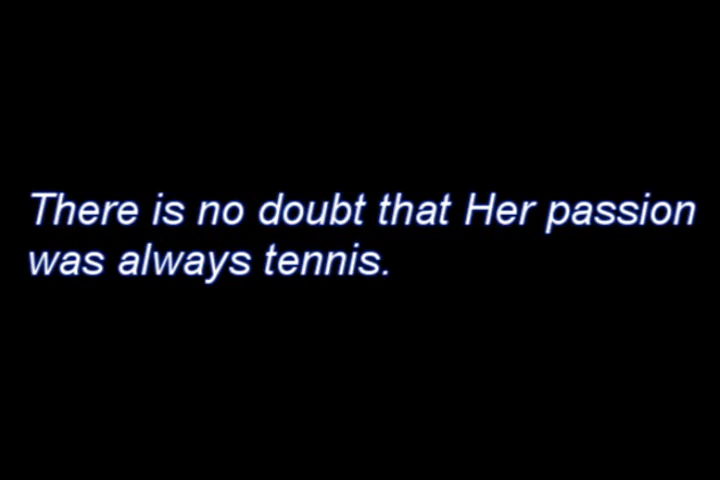 There is no doubt that Her passion
was always tennis.